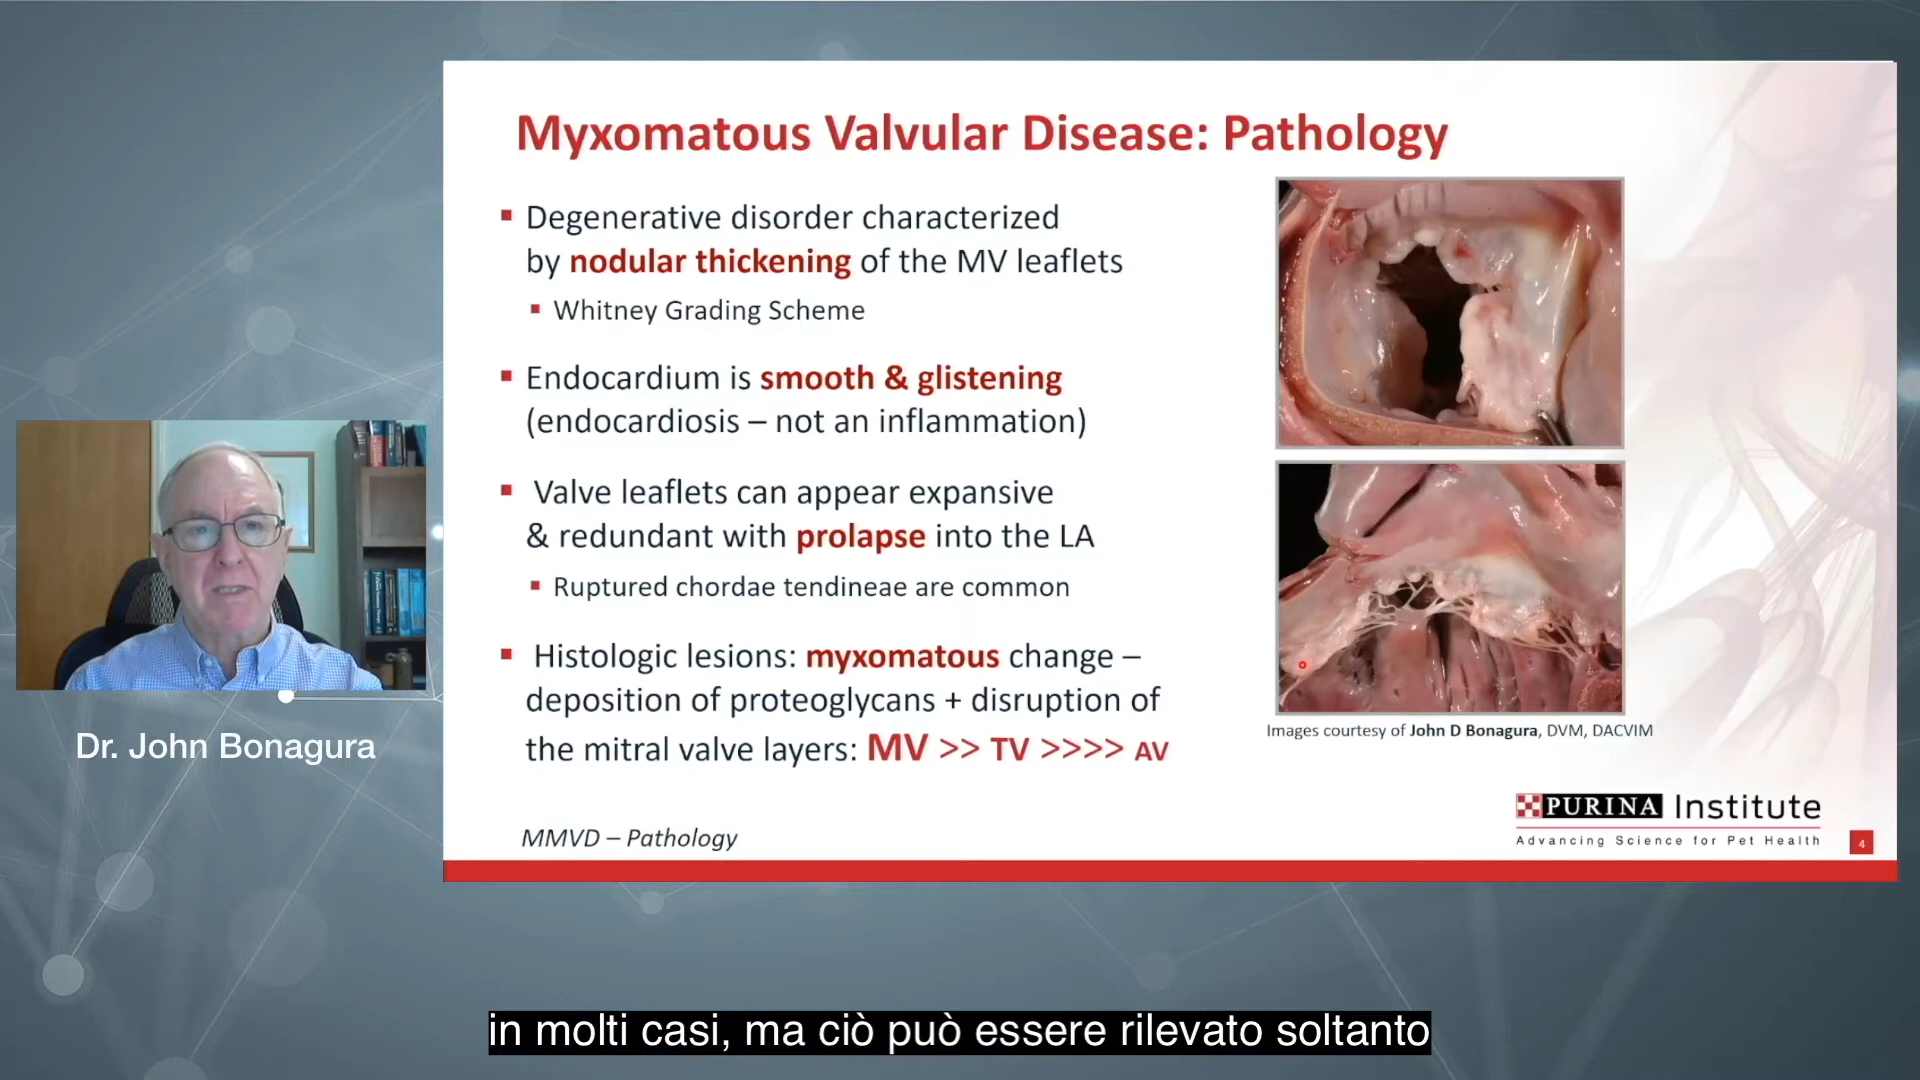 Myxomatous Valvular Disease: Pathology
▪ Degenerative disorder characterized
by nodular thickening of the MV leaflets
▪ Whitney Grading Scheme
▪ Endocardium is smooth & glistening
(endocardiosis – not an inflammation)
▪ Valve leaflets can appear expansive
& redundant with prolapse into the LA
▪ Ruptured chordae tendineae are common
▪ Histologic lesions: myxomatous change –
deposition of proteoglycans + disruption of
the mitral valve layers: MV >> TV >>>> AV
Images courtesy of John D Bonagura, DVM, DACVIM
MMVD – Pathology
PURINA Institute
Advancing Science for Pet Health
4
Dr. John Bonagura
in molti casi, ma ciò può essere rilevato soltanto